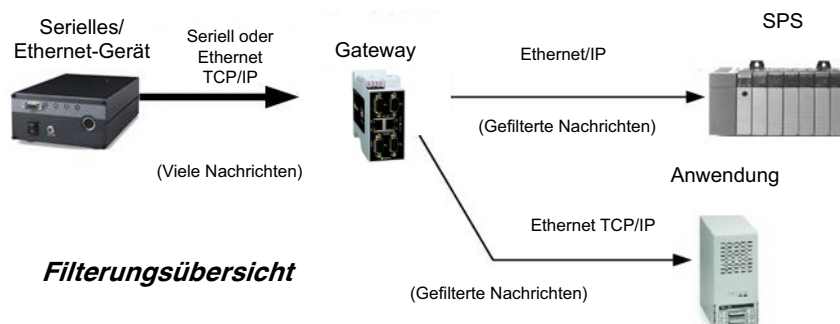 Serielles/
Ethernet-Gerät
Seriell oder
Ethernet
TCP/IP
(Viele Nachrichten)
Gateway
Ethernet/IP
(Gefilterte Nachrichten)
SPS
Anwendung
Ethernet TCP/IP
(Gefilterte Nachrichten)
Filterungsübersicht